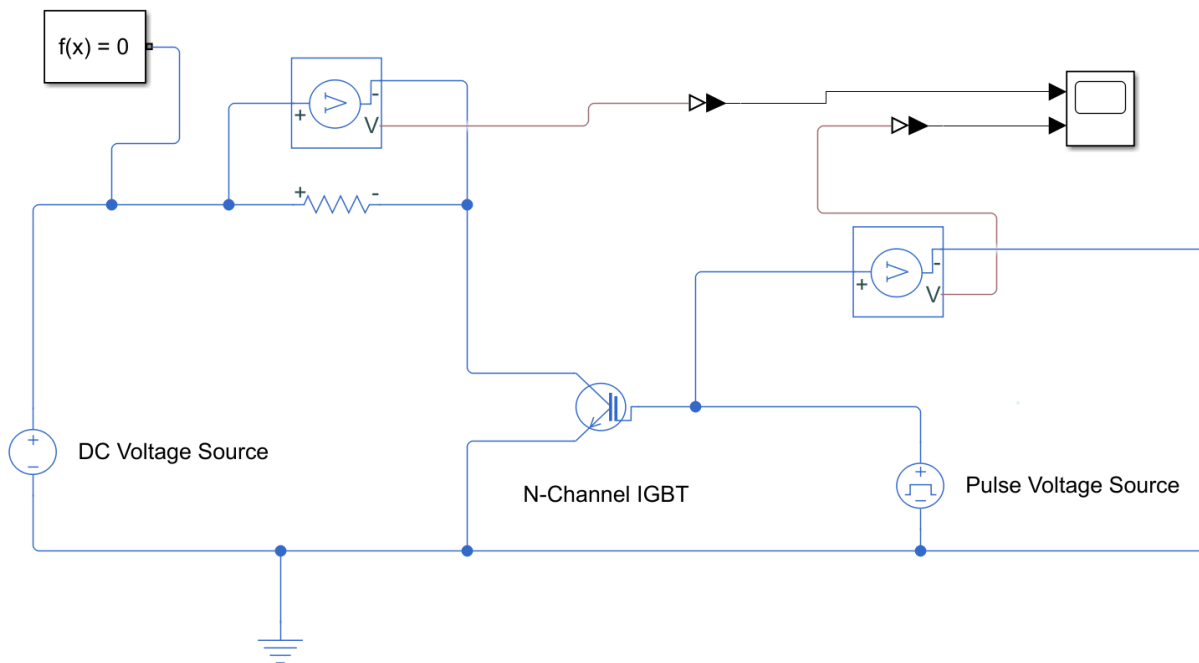 f(x) = 0
+
-
V
V
+
-
+
-
V
V
+
−
DC Voltage Source
N-Channel IGBT
+
−
Pulse Voltage Source